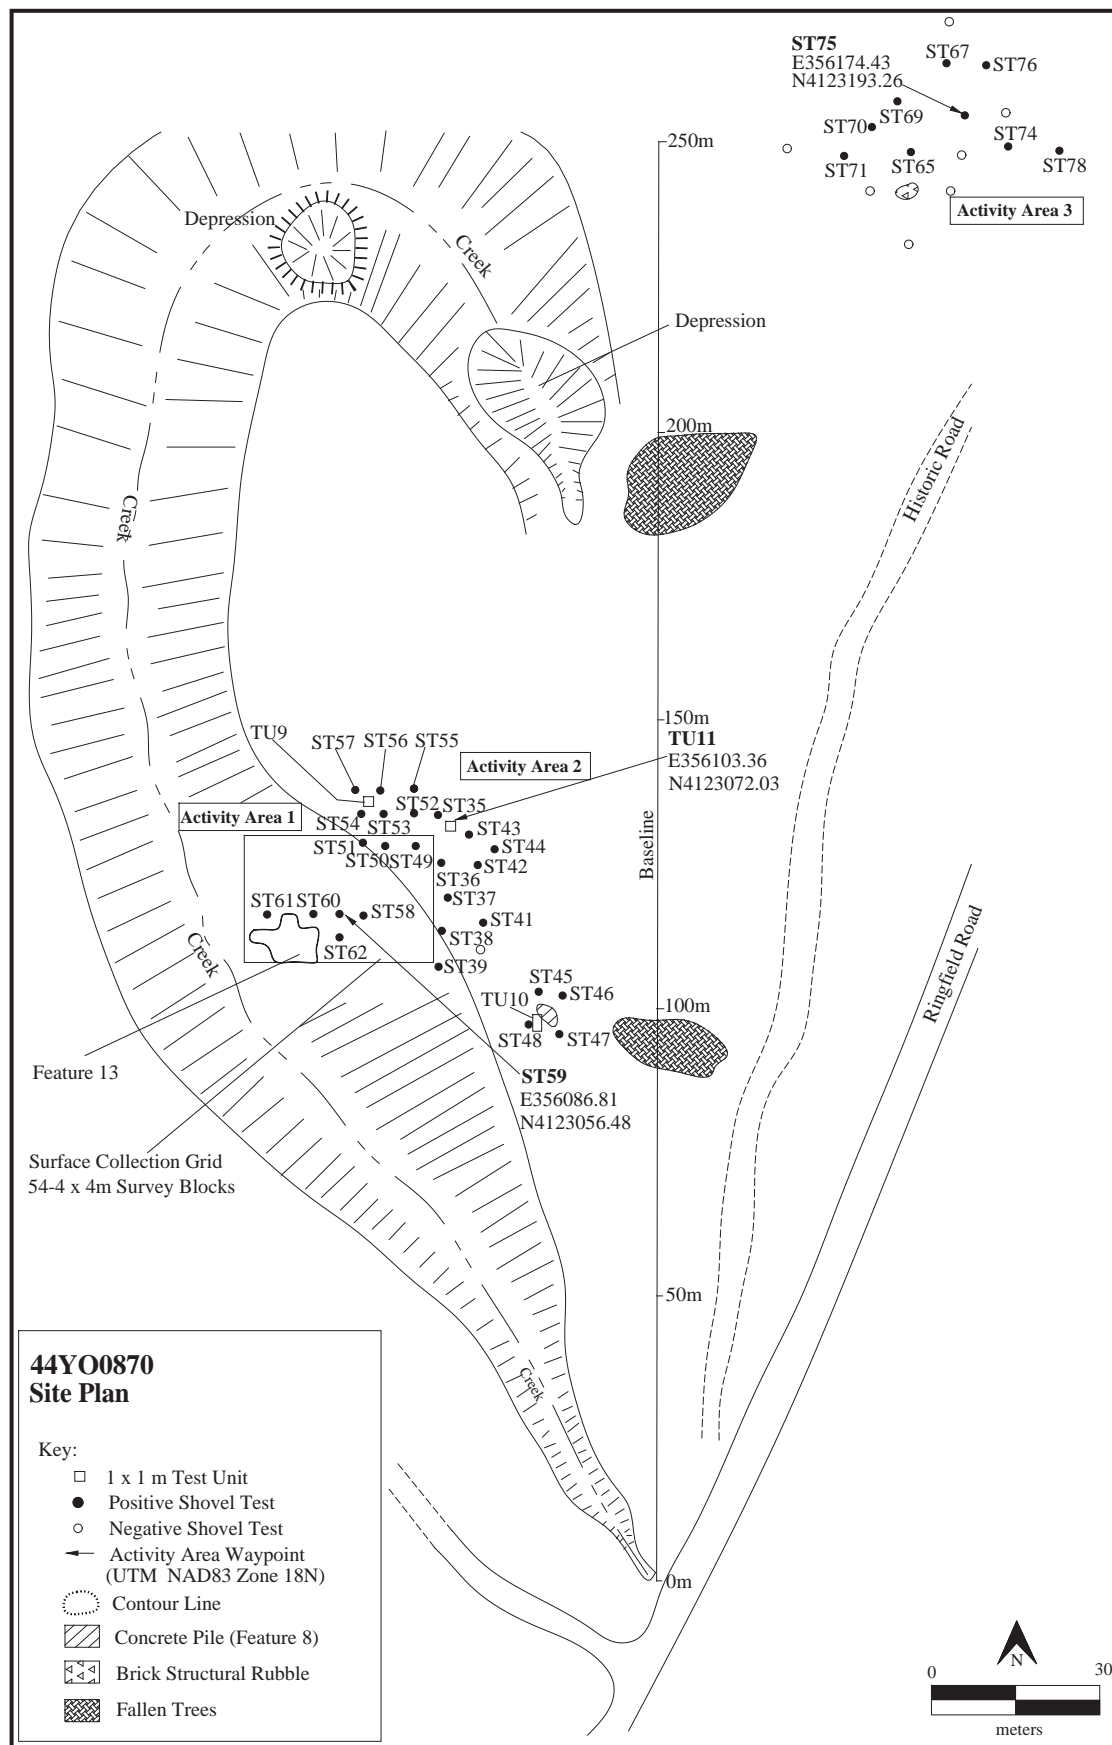 ST75
E356174.43
N4123193.26
ST67
ST76
ST69
ST70
ST74
ST71
ST65
ST78
Activity Area 3
250m
Depression
Creek
Depression
200m
Historic Road
Creek
150m
TU11
E356103.36
N4123072.03
TU9
ST57
ST56
ST55
Activity Area 2
Activity Area 1
ST54
ST53
ST52
ST35
ST43
ST51
ST50
ST49
ST44
ST36
ST42
Baseline
ST37
ST61
ST60
ST58
ST41
ST38
ST62
ST39
Creek
ST45
ST46
TU10
100m
ST48
ST47
Ringfield Road
Feature 13
ST59
E356086.81
N4123056.48
Surface Collection Grid
54-4 x 4m Survey Blocks
50m
Creek
0m
44YO0870
Site Plan
Key:
1 x 1 m Test Unit
Positive Shovel Test
Negative Shovel Test
Activity Area Waypoint
(UTM NAD83 Zone 18N)
Contour Line
Concrete Pile (Feature 8)
Brick Structural Rubble
Fallen Trees
N
0
30
meters